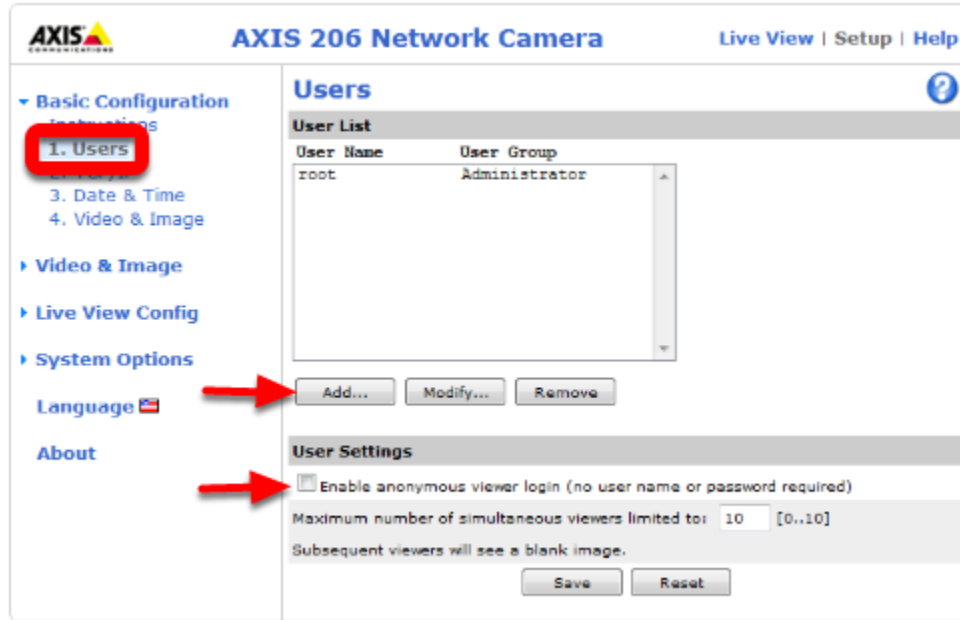 AXIS
COMMUNICATIONS
AXIS 206 Network Camera
Live View | Setup | Help
Basic Configuration
Instructions
1. Users
3. Date & Time
4. Video & Image
Video & Image
Live View Config
System Options
Language
About
Users
?
User List
User Name User Group
root Administrator
Add... Modify... Remove
User Settings
Enable anonymous viewer login (no user name or password required)
Maximum number of simultaneous viewers limited to: 10 [0..10]
Subsequent viewers will see a blank image.
Save Reset